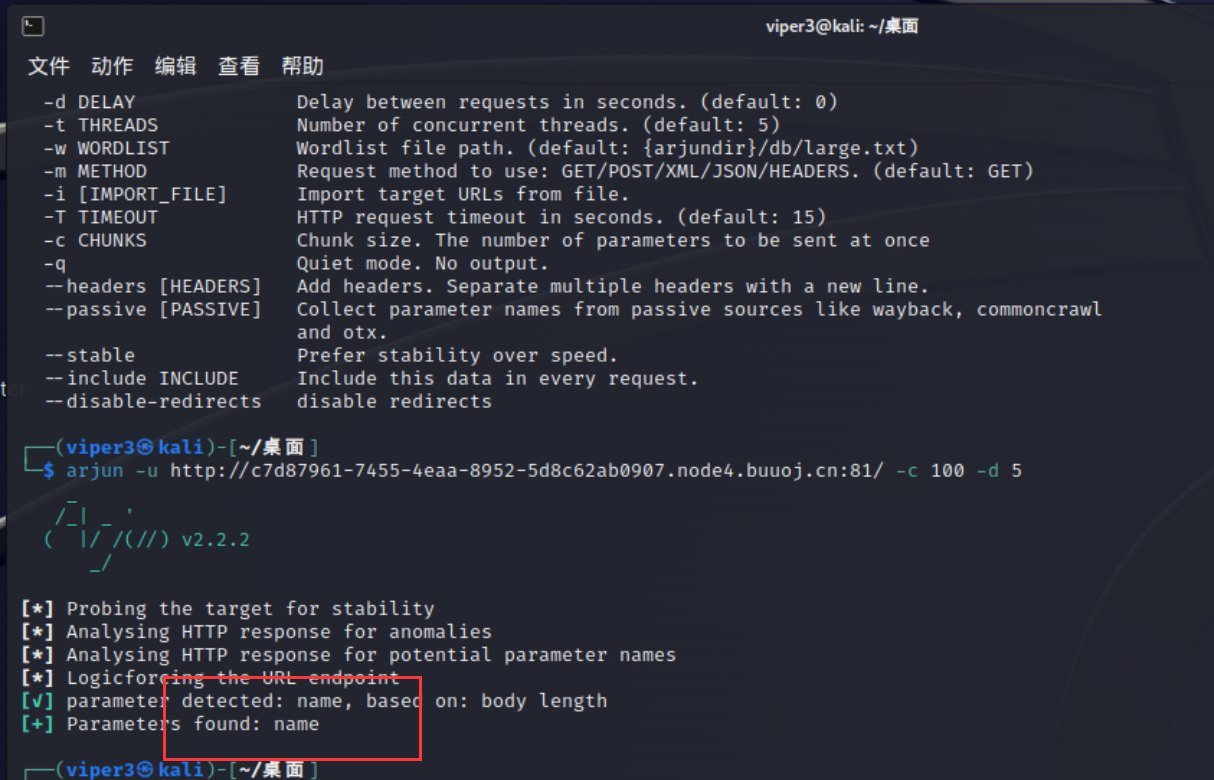 viper3@kali: ~/桌面
文件 动作 编辑 查看 帮助
-d DELAY Delay between requests in seconds. (default: 0)
-t THREADS Number of concurrent threads. (default: 5)
-w WORDLIST Wordlist file path. (default: {arjundir}/db/large.txt)
-m METHOD Request method to use: GET/POST/XML/JSON/HEADERS. (default: GET)
-i [IMPORT_FILE] Import target URLs from file.
-T TIMEOUT HTTP request timeout in seconds. (default: 15)
-c CHUNKS Chunk size. The number of parameters to be sent at once
-q Quiet mode. No output.
--headers [HEADERS] Add headers. Separate multiple headers with a new line.
--passive [PASSIVE] Collect parameter names from passive sources like wayback, commoncrawl
and otx.
--stable Prefer stability over speed.
--include INCLUDE Include this data in every request.
--disable-redirects disable redirects
┌──(viper3㉿kali)-[~/桌面]
└─$ arjun -u http://c7d87961-7455-4eaa-8952-5d8c62ab0907.node4.buuoj.cn:81/ -c 100 -d 5
    _
   /_| _ '
  (  |/ /(//) v2.2.2
      _/
[*] Probing the target for stability
[*] Analysing HTTP response for anomalies
[*] Analysing HTTP response for potential parameter names
[*] Logicforcing the URL endpoint
[√] parameter detected: name, based on: body length
[+] Parameters found: name
┌──(viper3㉿kali)-[~/桌面]